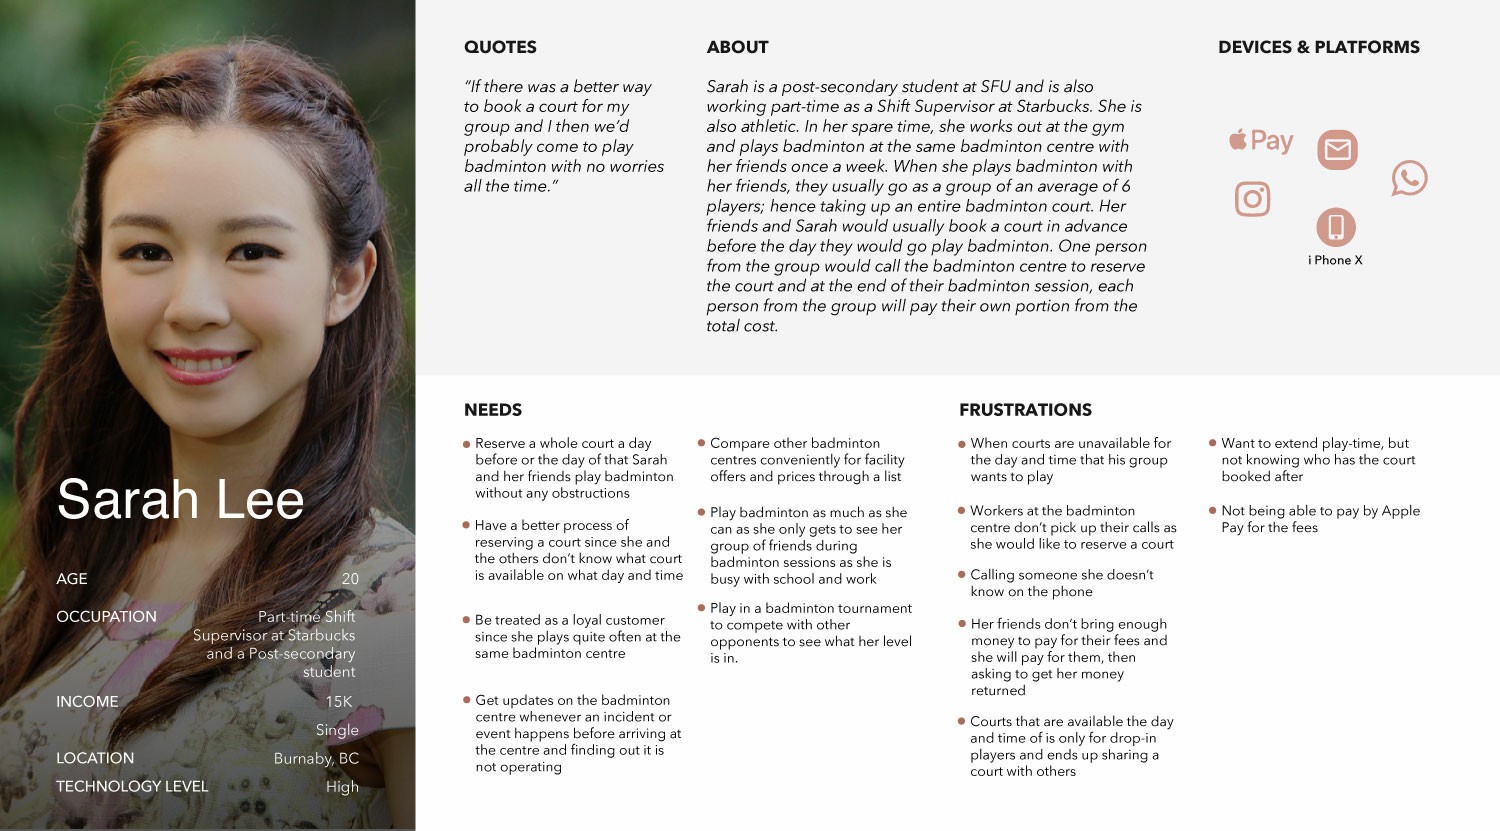 Sarah Lee
AGE 20
OCCUPATION Part-time Shift
Supervisor at Starbucks
and a Post-secondary
student
INCOME 15K
Single
LOCATION Burnaby, BC
TECHNOLOGY LEVEL High
QUOTES
“If there was a better way
to book a court for my
group and I then we’d
probably come to play
badminton with no worries
all the time.”
ABOUT
Sarah is a post-secondary student at SFU and is also
working part-time as a Shift Supervisor at Starbucks. She is
also athletic. In her spare time, she works out at the gym
and plays badminton at the same badminton centre with
her friends once a week. When she plays badminton with
her friends, they usually go as a group of an average of 6
players; hence taking up an entire badminton court. Her
friends and Sarah would usually book a court in advance
before the day they would go play badminton. One person
from the group would call the badminton centre to reserve
the court and at the end of their badminton session, each
person from the group will pay their own portion from the
total cost.
DEVICES & PLATFORMS
Pay
i Phone X
NEEDS
Reserve a whole court a day
before or the day of that Sarah
and her friends play badminton
without any obstructions
Have a better process of
reserving a court since she and
the others don’t know what court
is available on what day and time
Be treated as a loyal customer
since she plays quite often at the
same badminton centre
Get updates on the badminton
centre whenever an incident or
event happens before arriving at
the centre and finding out it is
not operating
Compare other badminton
centres conveniently for facility
offers and prices through a list
Play badminton as much as she
can as she only gets to see her
group of friends during
badminton sessions as she is
busy with school and work
Play in a badminton tournament
to compete with other
opponents to see what her level
is in.
FRUSTRATIONS
When courts are unavailable for
the day and time that his group
wants to play
Workers at the badminton
centre don’t pick up their calls as
she would like to reserve a court
Calling someone she doesn’t
know on the phone
Her friends don’t bring enough
money to pay for their fees and
she will pay for them, then
asking to get her money
returned
Courts that are available the day
and time of is only for drop-in
players and ends up sharing a
court with others
Want to extend play-time, but
not knowing who has the court
booked after
Not being able to pay by Apple
Pay for the fees